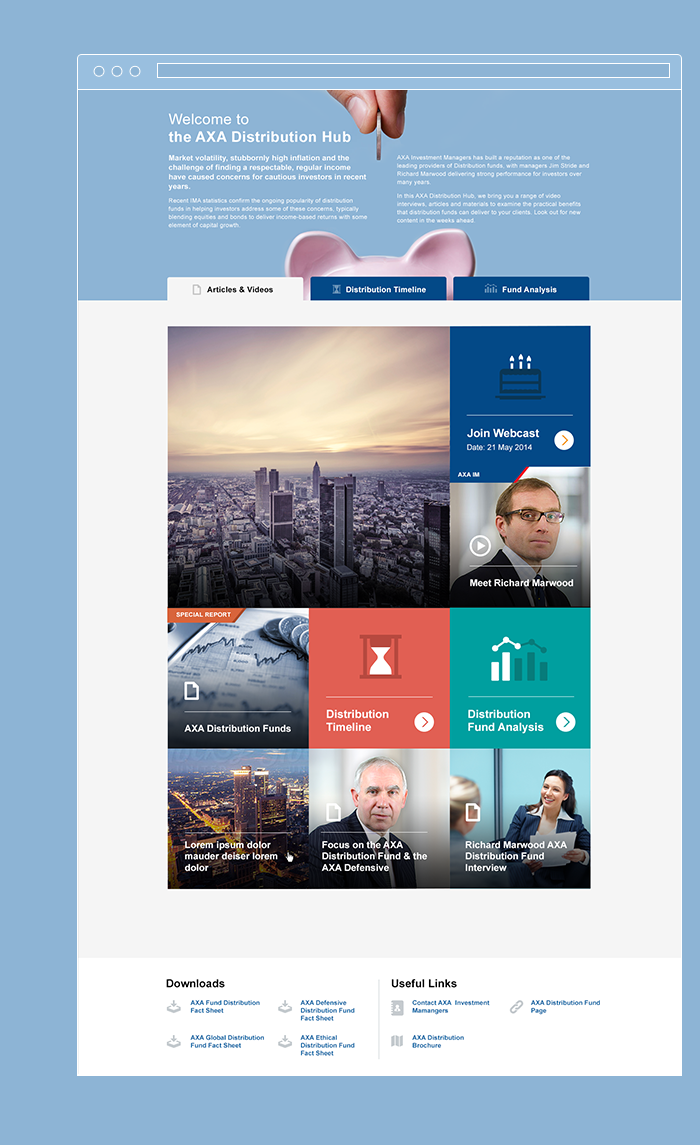 Welcome to
the AXA Distribution Hub
Market volatility, stubbornly high inflation and the
challenge of finding a respectable, regular income
have caused concerns for cautious investors in recent
years.
Recent IMA statistics confirm the ongoing popularity of distribution
funds in helping investors address some of these concerns, typically
blending equities and bonds to deliver income-based returns with some
element of capital growth.
AXA Investment Managers has built a reputation as one of the
leading providers of Distribution funds, with managers Jim Stride and
Richard Marwood delivering strong performance for investors over
many years.
In this AXA Distribution Hub, we bring you a range of video
interviews, articles and materials to examine the practical benefits
that distribution funds can deliver to your clients. Look out for new
content in the weeks ahead.
Articles & Videos
Distribution Timeline
Fund Analysis
Join Webcast
Date: 21 May 2014
AXA IM
Meet Richard Marwood
SPECIAL REPORT
AXA Distribution Funds
Distribution
Timeline
Distribution
Fund Analysis
Lorem ipsum dolor
mauder deiser lorem
dolor
Focus on the AXA
Distribution Fund & the
AXA Defensive
Richard Marwood AXA
Distribution Fund
Interview
Downloads
AXA Fund Distribution
Fact Sheet
AXA Defensive
Distribution Fund
Fact Sheet
AXA Global Distribution
Fund Fact Sheet
AXA Ethical
Distribution Fund
Fact Sheet
Useful Links
Contact AXA Investment
Mamangers
AXA Distribution Fund
Page
AXA Distribution
Brochure